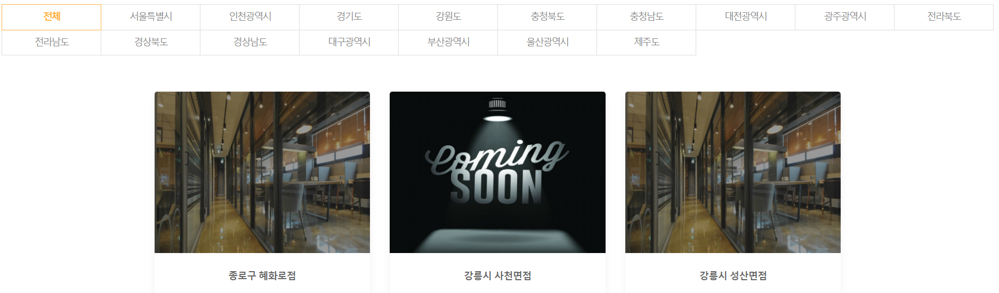 전체 서울특별시 인천광역시 경기도 강원도 충청북도 충청남도 대전광역시 광주광역시 전라북도
전라남도 경상북도 경상남도 대구광역시 부산광역시 울산광역시 제주도
Coming
SOON
종로구 혜화로점 강릉시 사천면점 강릉시 성산면점